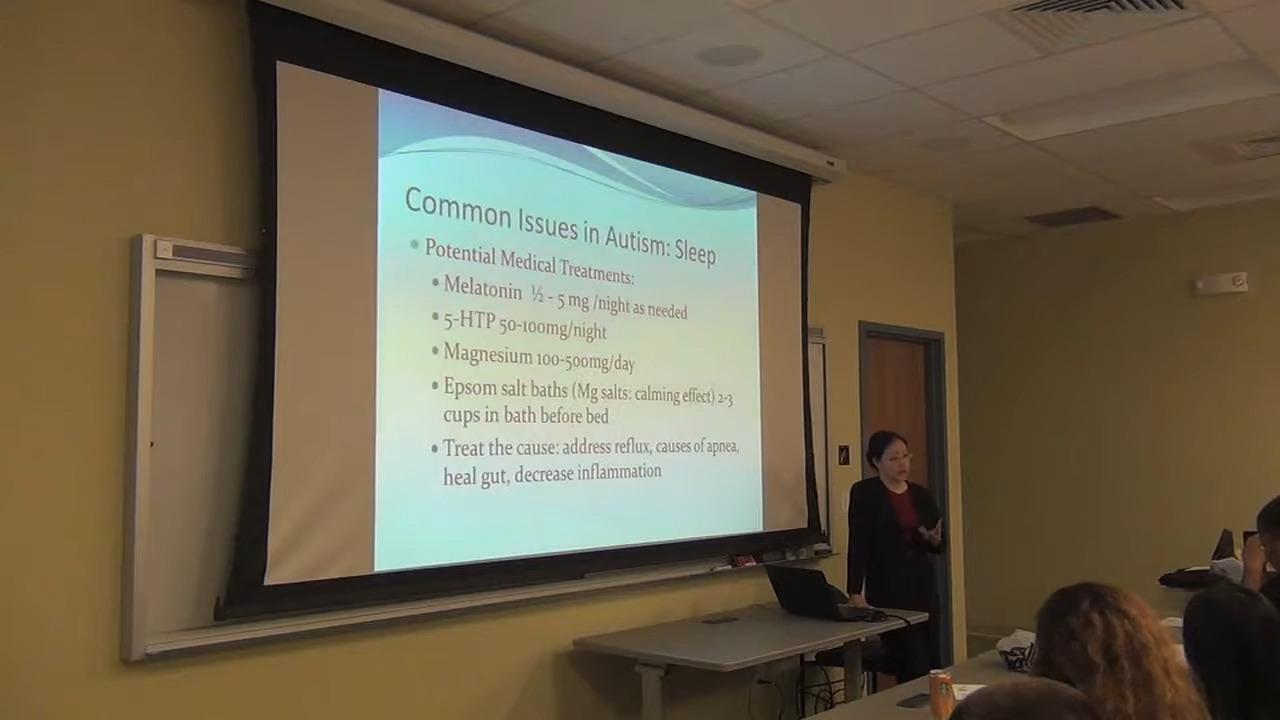 Common Issues in Autism: Sleep
• Potential Medical Treatments:
• Melatonin ½ - 5 mg /night as needed
• 5-HTP 50-100mg/night
• Magnesium 100-500mg/day
• Epsom salt baths (Mg salts: calming effect) 2-3
cups in bath before bed
• Treat the cause: address reflux, causes of apnea,
heal gut, decrease inflammation